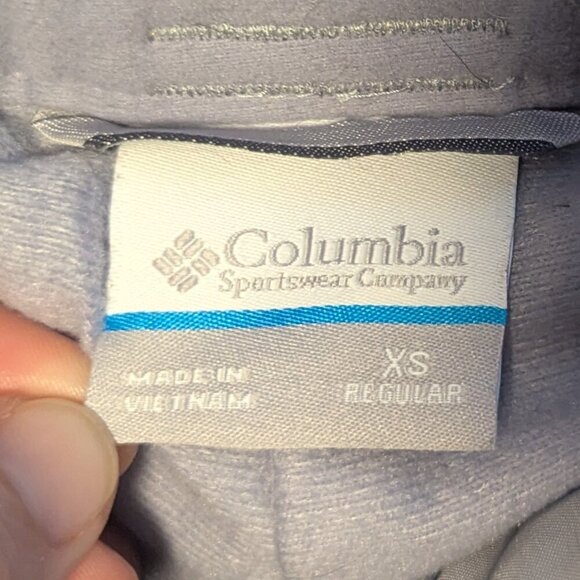 Columbia
Sportswear Company
XS
MADE IN
REGULAR
VIETNAM